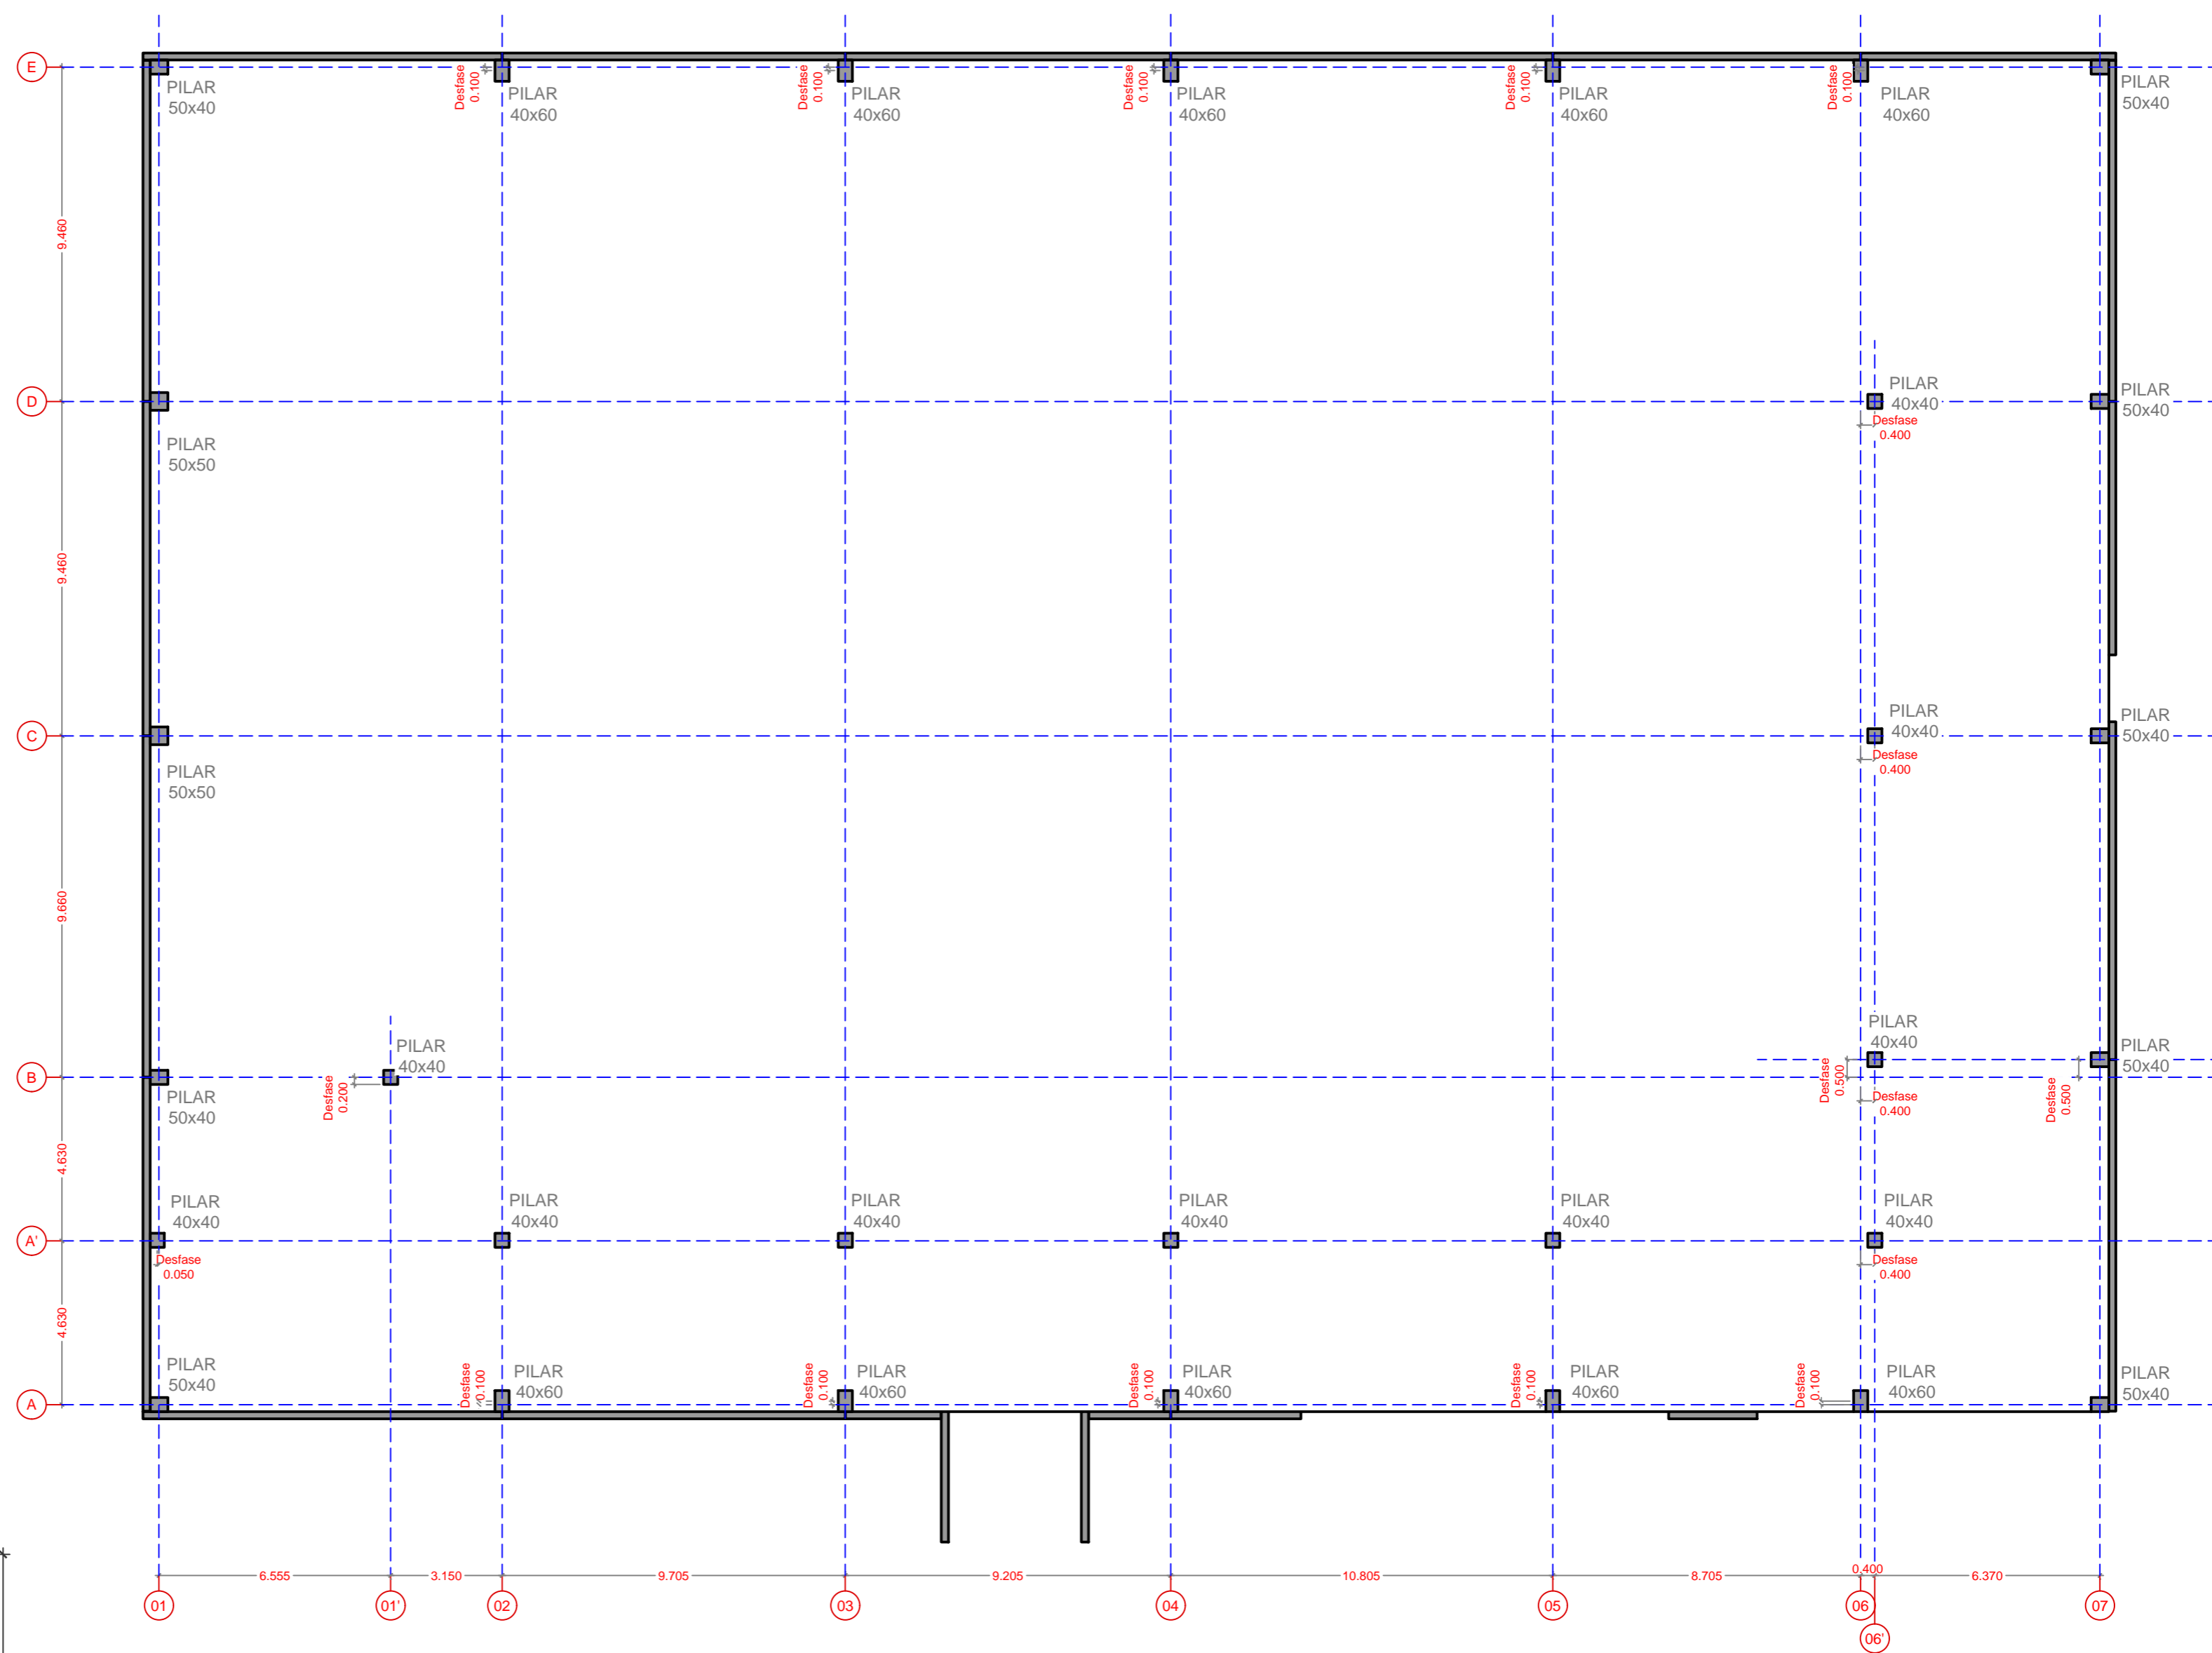 E
PILAR
50x40
Desfase
0.100
PILAR
40x60
Desfase
0.100
PILAR
40x60
Desfase
0.100
PILAR
40x60
Desfase
0.100
PILAR
40x60
Desfase
0.100
PILAR
40x60
PILAR
50x40
9.460
D
PILAR
50x50
PILAR
40x40
Desfase
0.400
PILAR
50x40
9.460
C
PILAR
50x50
PILAR
40x40
Desfase
0.400
PILAR
50x40
9.660
B
PILAR
50x40
Desfase
0.200
PILAR
40x40
PILAR
40x40
Desfase
0.500
Desfase
0.400
Desfase
0.500
PILAR
50x40
4.630
A'
PILAR
40x40
Desfase
0.050
PILAR
40x40
PILAR
40x40
PILAR
40x40
PILAR
40x40
PILAR
40x40
Desfase
0.400
4.630
A
PILAR
50x40
Desfase
0.100
PILAR
40x60
Desfase
0.100
PILAR
40x60
Desfase
0.100
PILAR
40x60
Desfase
0.100
PILAR
40x60
Desfase
0.100
PILAR
40x60
PILAR
50x40
6.555
3.150
9.705
9.205
10.805
8.705
0.400
6.370
01
01'
02
03
04
05
06
07
06'